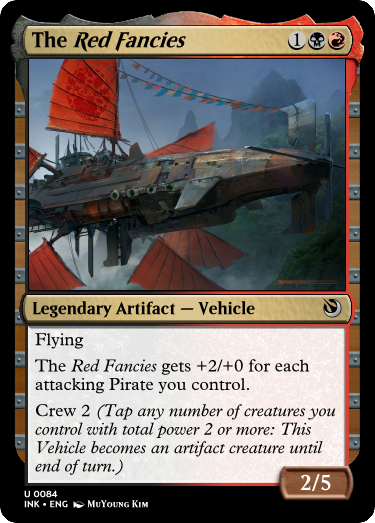 The Red Fancies 1
Legendary Artifact — Vehicle
Flying
The Red Fancies gets +2/+0 for each
attacking Pirate you control.
Crew 2 (Tap any number of creatures you
control with total power 2 or more: This
Vehicle becomes an artifact creature until
end of turn.)
2/5
U 0084
INK • ENG MuYoung Kim